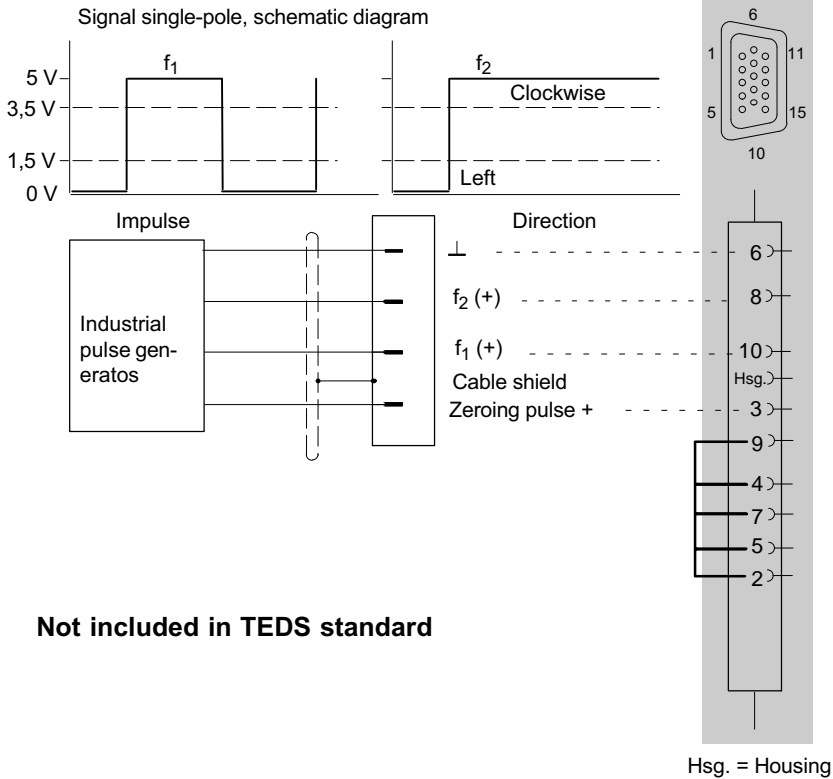 Signal single-pole, schematic diagram
f1
f2
5 V
Clockwise
3,5 V
1,5 V
Left
0 V
6
1
11
5
15
10
Impulse
Direction
⊥
6
f2 (+)
8
Industrial
pulse gen-
eratos
f1 (+)
10
Cable shield
Hsg.
Zeroing pulse +
3
9
4
7
5
2
Not included in TEDS standard
Hsg. = Housing